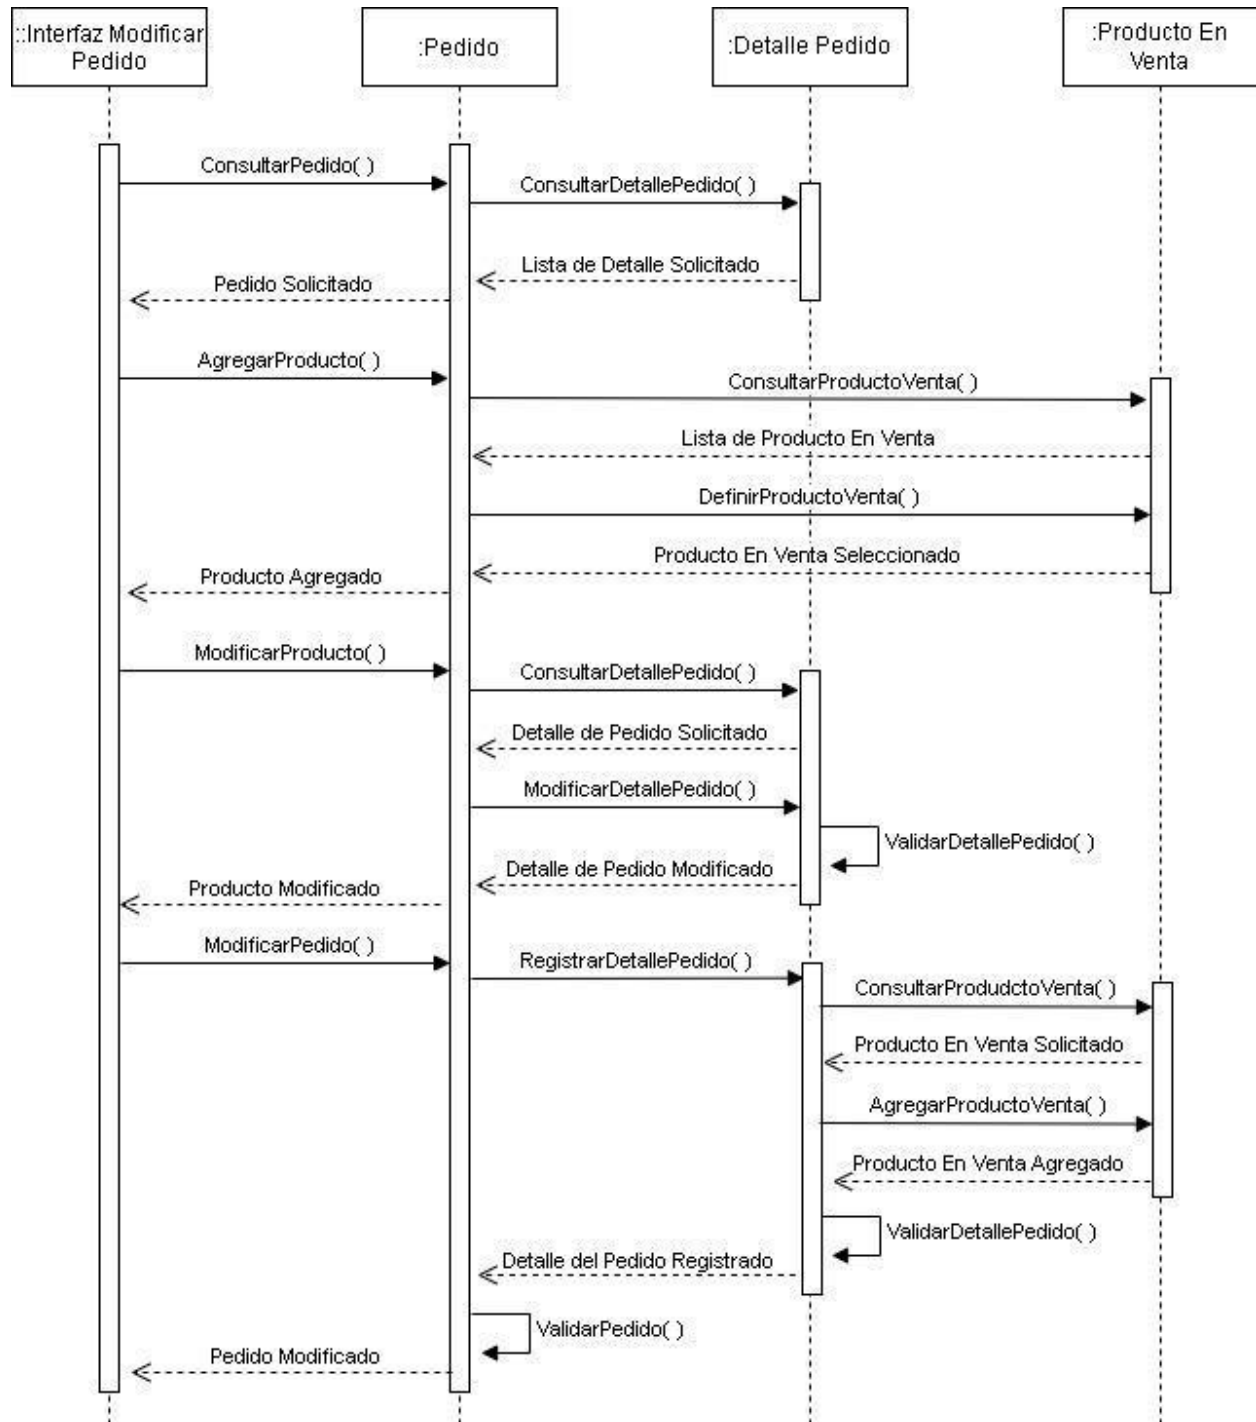 ::Interfaz Modificar
Pedido
:Pedido
:Detalle Pedido
:Producto En
Venta
ConsultarPedido( )
ConsultarDetallePedido( )
Lista de Detalle Solicitado
Pedido Solicitado
AgregarProducto( )
ConsultarProductoVenta( )
Lista de Producto En Venta
DefinirProductoVenta( )
Producto En Venta Seleccionado
Producto Agregado
ModificarProducto( )
ConsultarDetallePedido( )
Detalle de Pedido Solicitado
ModificarDetallePedido( )
ValidarDetallePedido( )
Detalle de Pedido Modificado
Producto Modificado
ModificarPedido( )
RegistrarDetallePedido( )
ConsultarProdudctoVenta( )
Producto En Venta Solicitado
AgregarProductoVenta( )
Producto En Venta Agregado
ValidarDetallePedido( )
Detalle del Pedido Registrado
ValidarPedido( )
Pedido Modificado